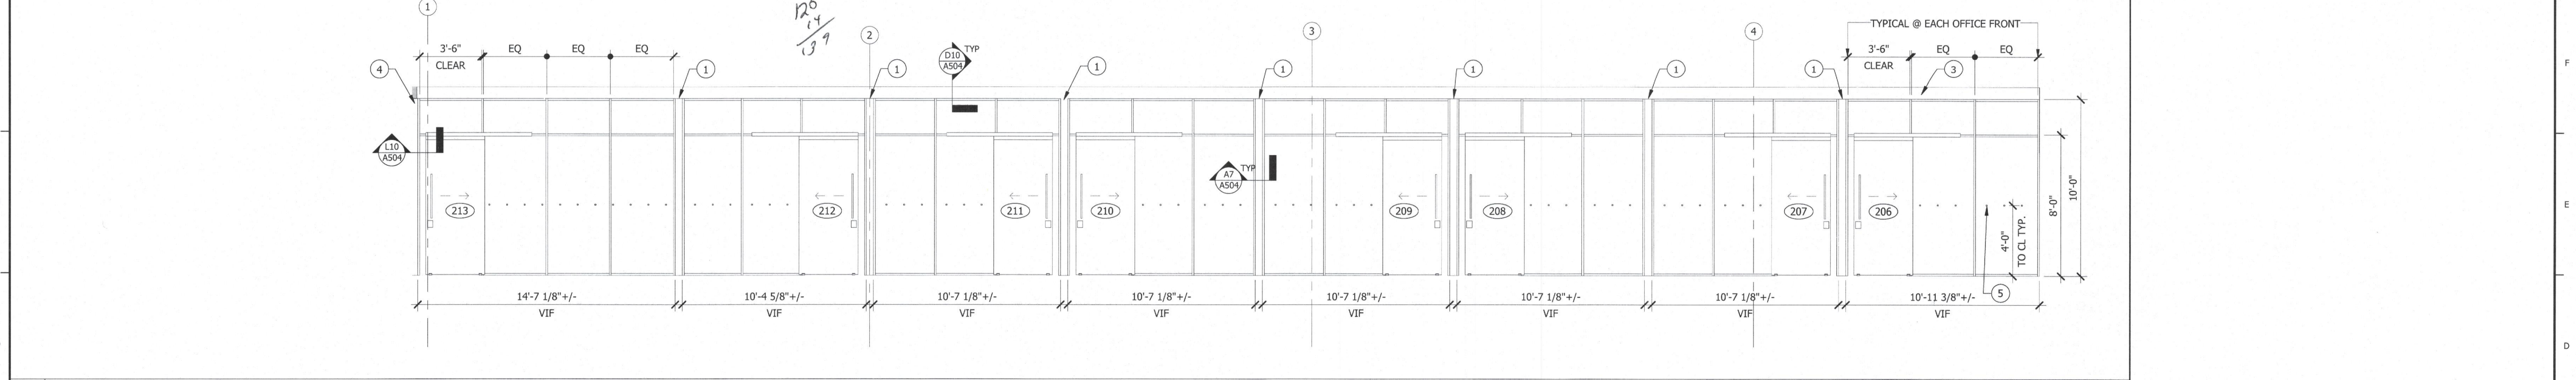 1
120
14
139
2
3
4
TYPICAL @ EACH OFFICE FRONT
3'-6"
CLEAR
EQ
EQ
EQ
D10
A504
TYP
3'-6"
CLEAR
EQ
EQ
4
1
1
1
1
1
1
1
3
F
L10
A504
A7
A504
TYP
213
212
211
210
209
208
207
206
4'-0"
TO CL TYP.
8'-0"
10'-0"
E
14'-7 1/8"+/-
VIF
10'-4 5/8"+/-
VIF
10'-7 1/8"+/-
VIF
10'-7 1/8"+/-
VIF
10'-7 1/8"+/-
VIF
10'-7 1/8"+/-
VIF
10'-7 1/8"+/-
VIF
10'-11 3/8"+/-
VIF
5
D